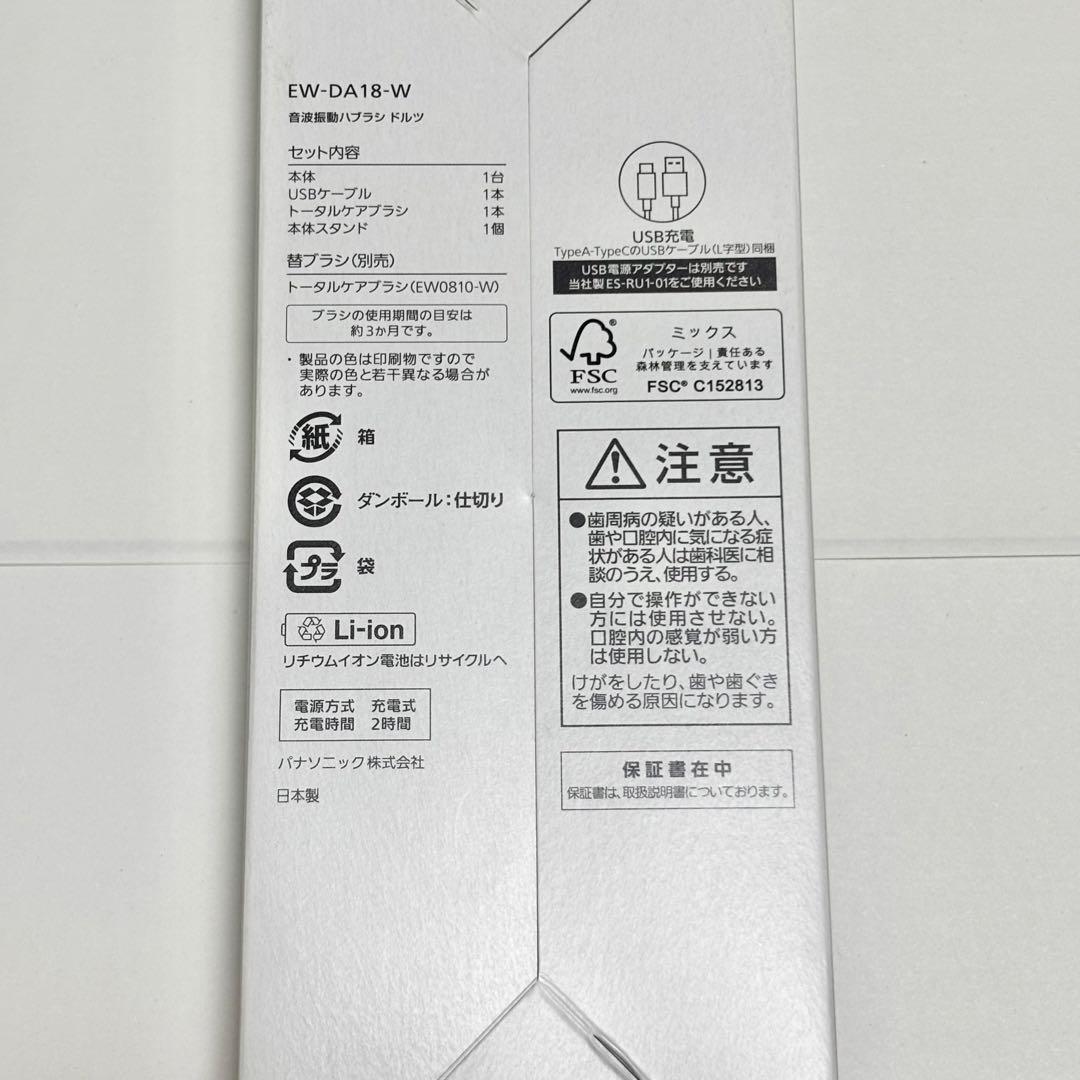 EW-DA18-W
音波振動ハブラシ ドルツ
セット内容
本体 1台
USBケーブル 1本
トータルケアブラシ 1本
本体スタンド 1個
替ブラシ(別売)
トータルケアブラシ(EW0810-W)
ブラシの使用期間の目安は
約3か月です。
・製品の色は印刷物ですので
実際の色と若干異なる場合が
あります。
紙 箱
ダンボール:仕切り
プラ 袋
Li-ion
リチウムイオン電池はリサイクルへ
電源方式 充電式
充電時間 2時間
パナソニック株式会社
日本製
USB充電
TypeA-TypeCのUSBケーブル(L字型)同梱
USB電源アダプターは別売です
当社製ES-RU1-01をご使用ください
FSC®
www.fsc.org
ミックス
パッケージ|責任ある
森林管理を支えています
FSC® C152813
注意
●歯周病の疑いがある人、
歯や口腔内に気になる症
状がある人は歯科医に相
談のうえ、使用する。
●自分で操作ができない
方には使用させない。
口腔内の感覚が弱い方
は使用しない。
けがをしたり、歯や歯ぐき
を傷める原因になります。
保証書在中
保証書は、取扱説明書についております。